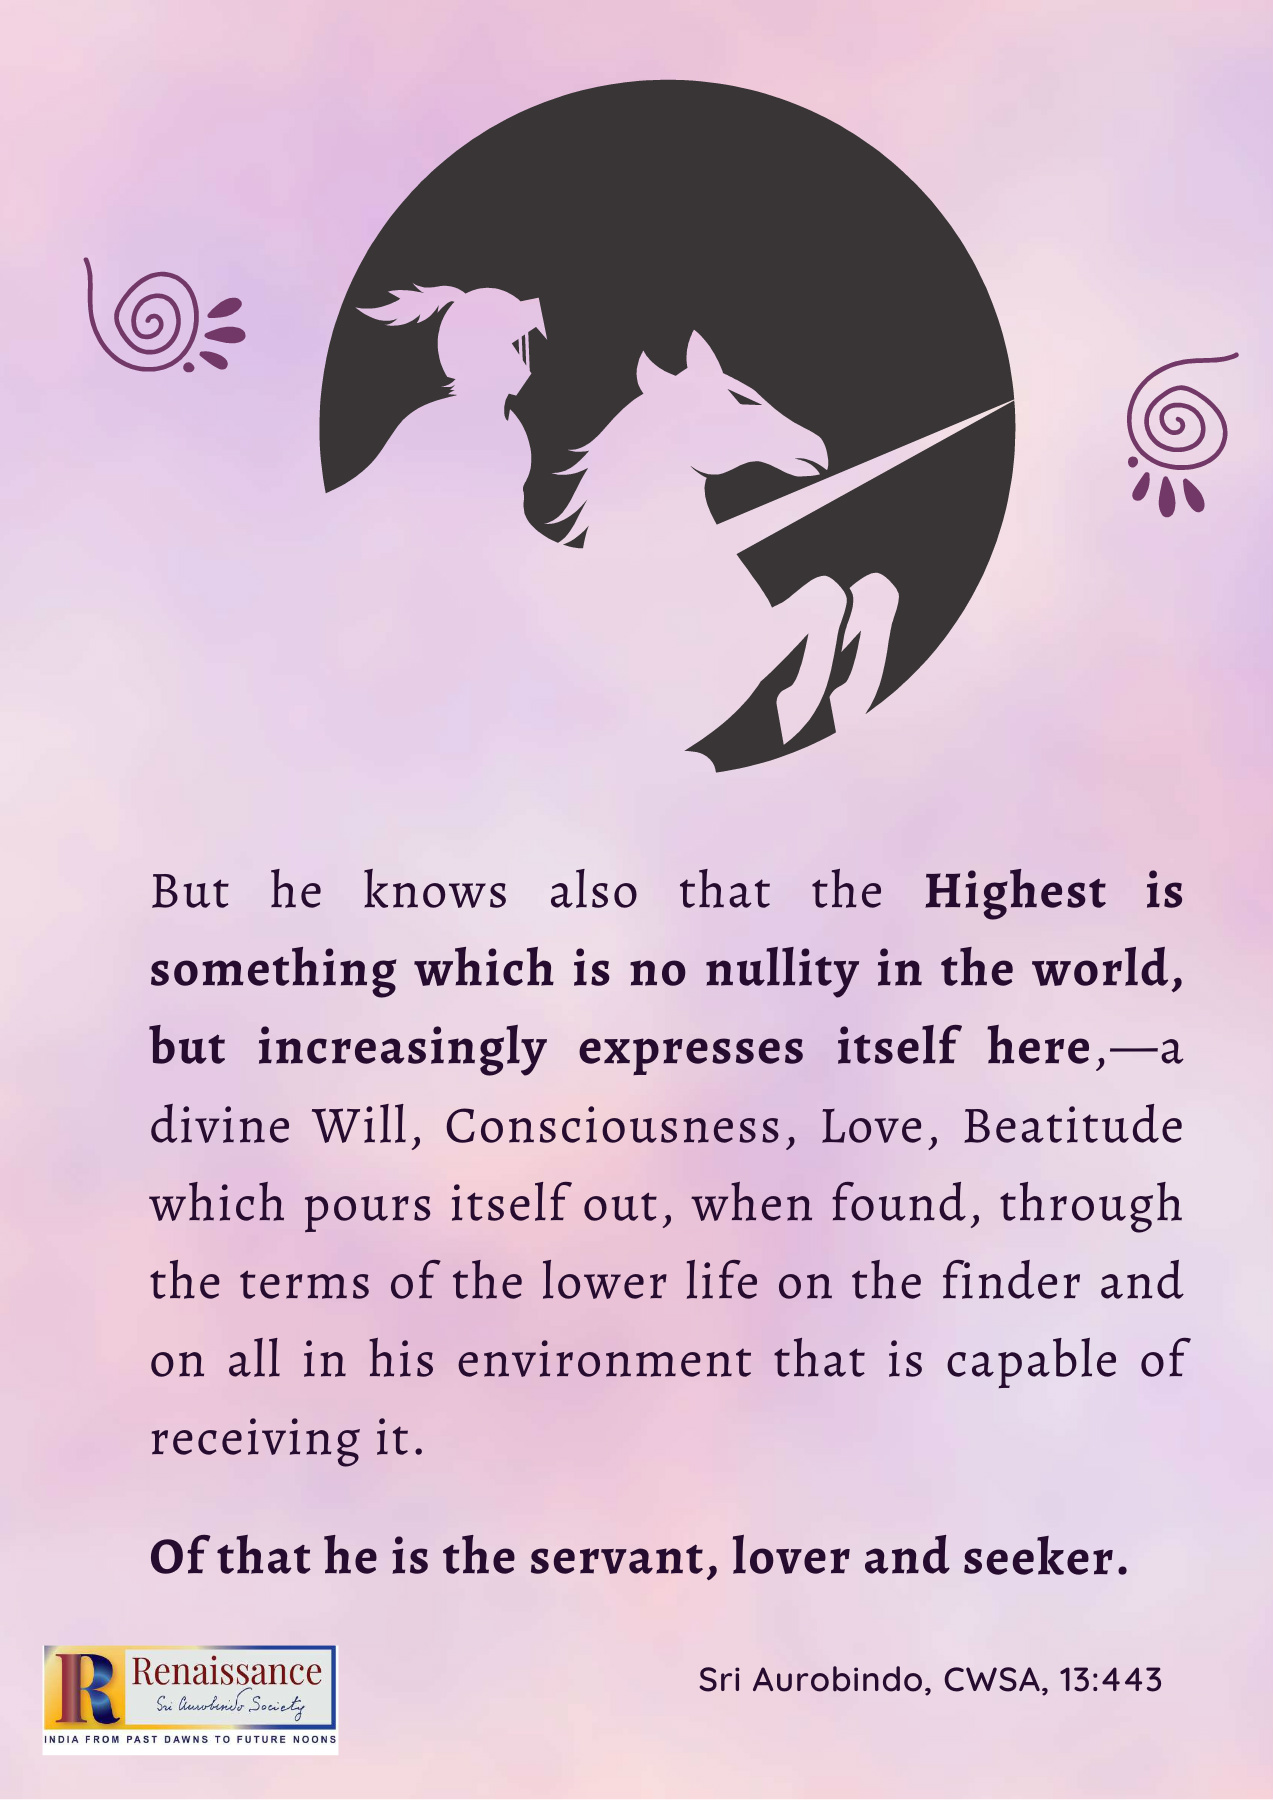 But he knows also that the Highest is
something which is no nullity in the world,
but increasingly expresses itself here,—a
divine Will, Consciousness, Love, Beatitude
which pours itself out, when found, through
the terms of the lower life on the finder and
on all in his environment that is capable of
receiving it.
Of that he is the servant, lover and seeker.
R
Renaissance
Sri Aurobindo Society
INDIA FROM PAST DAWNS TO FUTURE NOONS
Sri Aurobindo, CWSA, 13:443